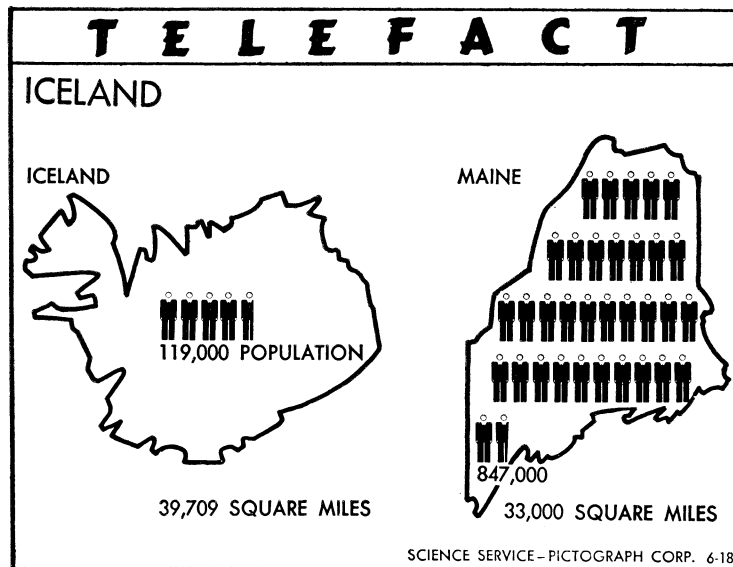 TELEFACT
ICELAND
ICELAND
119,000 POPULATION
39,709 SQUARE MILES
MAINE
847,000
33,000 SQUARE MILES
SCIENCE SERVICE-PICTOGRAPH CORP. 6-18